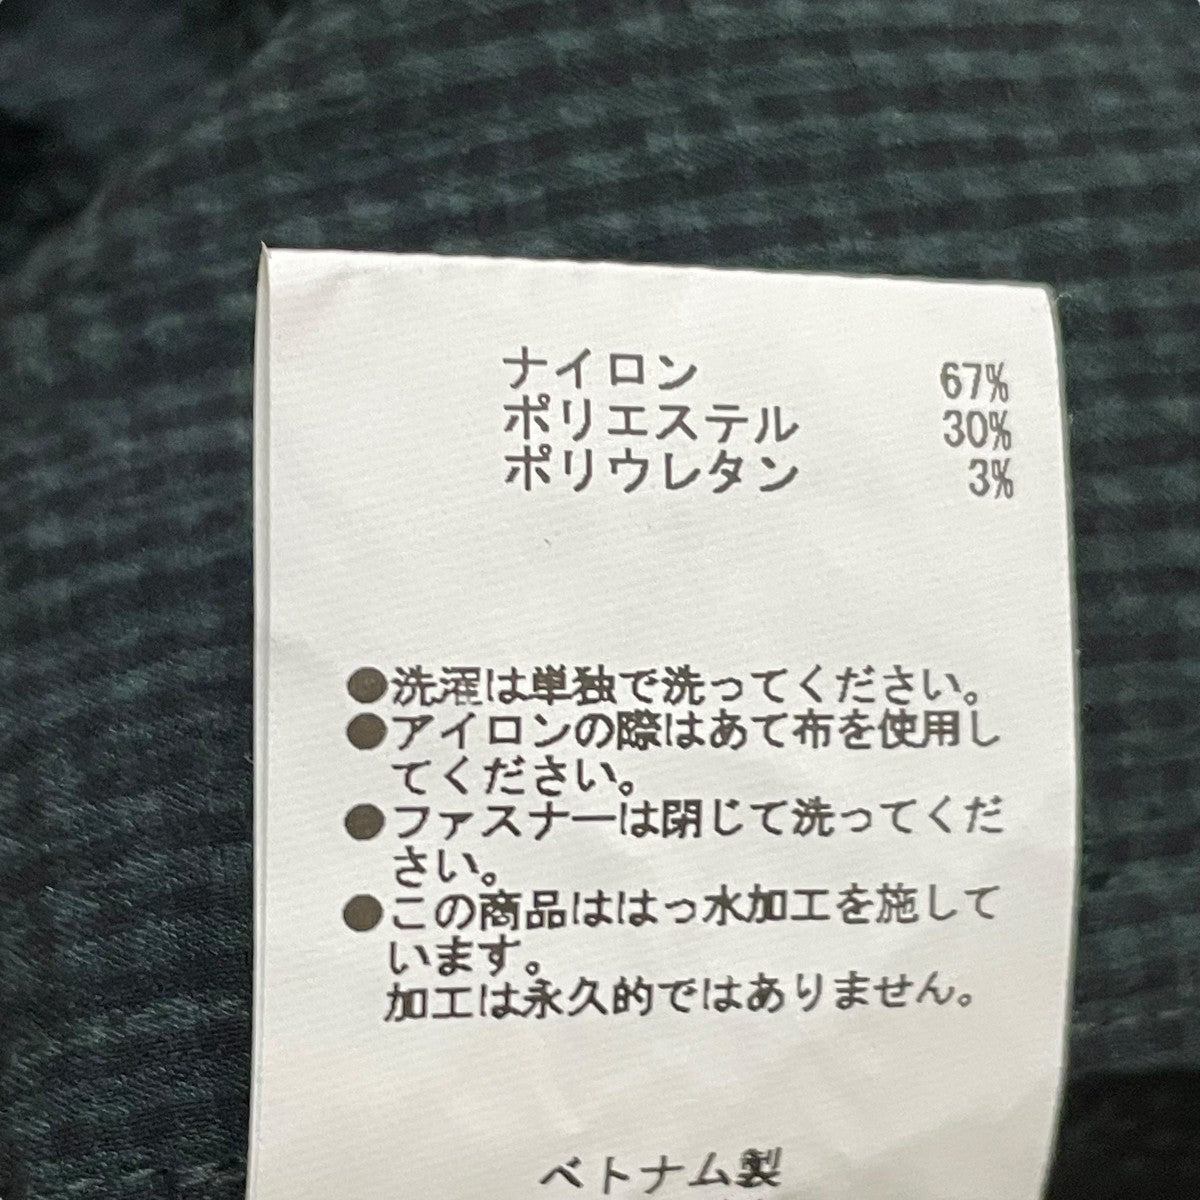 ナイロン 67%
ポリエステル 30%
ポリウレタン 3%
●洗濯は単独で洗ってください。
●アイロンの際はあて布を使用し
てください。
●ファスナーは閉じて洗ってくだ
さい。
●この商品ははっ水加工を施して
います。
加工は永久的ではありません。
ベトナム製